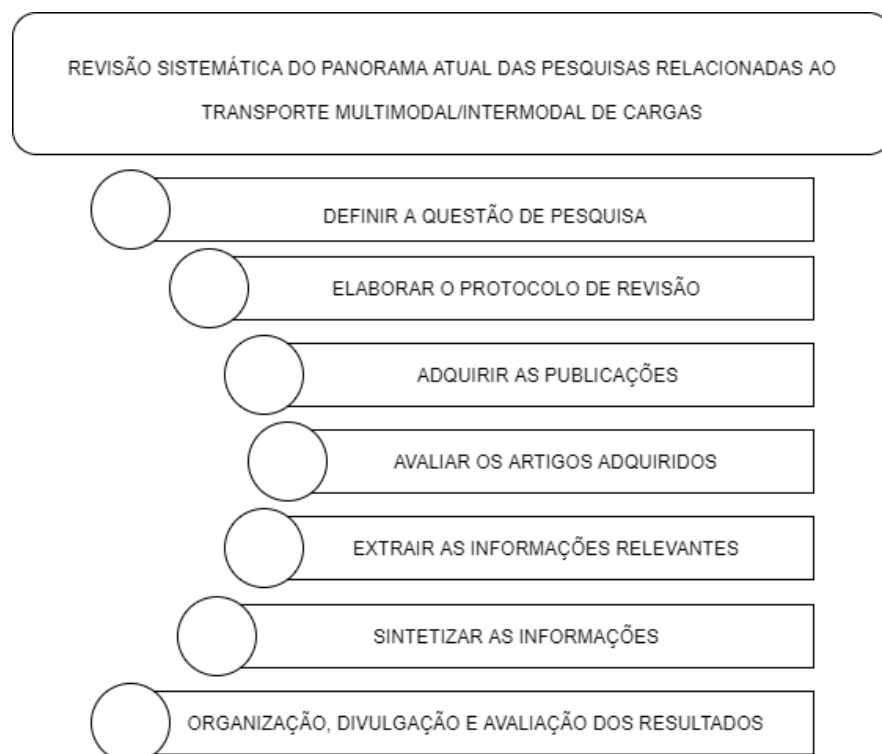 REVISÃO SISTEMÁTICA DO PANORAMA ATUAL DAS PESQUISAS RELACIONADAS AO
TRANSPORTE MULTIMODAL/INTERMODAL DE CARGAS
DEFINIR A QUESTÃO DE PESQUISA
ELABORAR O PROTOCOLO DE REVISÃO
ADQUIRIR AS PUBLICAÇÕES
AVALIAR OS ARTIGOS ADQUIRIDOS
EXTRAIR AS INFORMAÇÕES RELEVANTES
SINTETIZAR AS INFORMAÇÕES
ORGANIZAÇÃO, DIVULGAÇÃO E AVALIAÇÃO DOS RESULTADOS